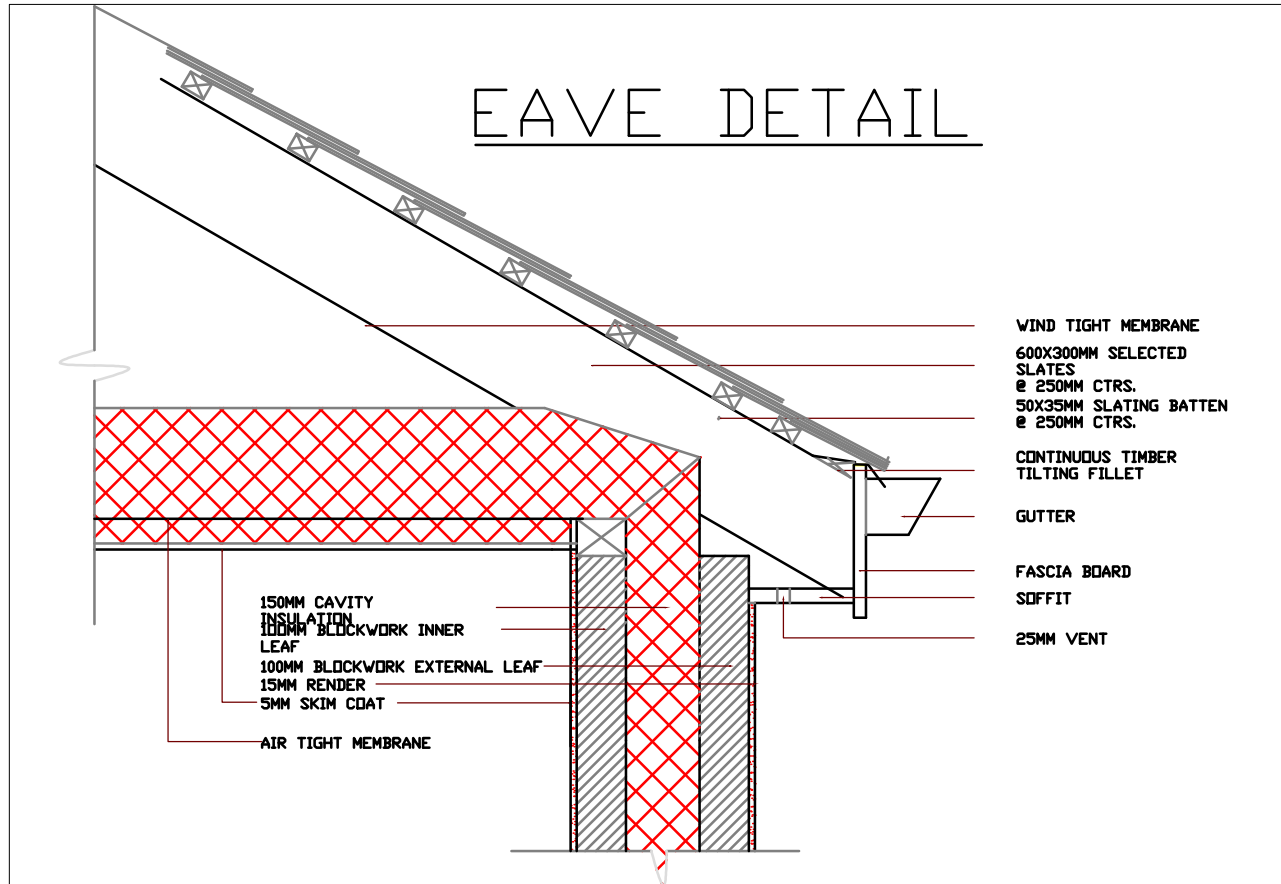 EAVE DETAIL
WIND TIGHT MEMBRANE
600X300MM SELECTED
SLATES
@ 250MM CTRS.
50X35MM SLATING BATTEN
@ 250MM CTRS.
CONTINUOUS TIMBER
TILTING FILLET
GUTTER
FASCIA BOARD
SOFFIT
25MM VENT
150MM CAVITY
INSULATION
100MM BLOCKWORK INNER
LEAF
100MM BLOCKWORK EXTERNAL LEAF
15MM RENDER
5MM SKIM COAT
AIR TIGHT MEMBRANE